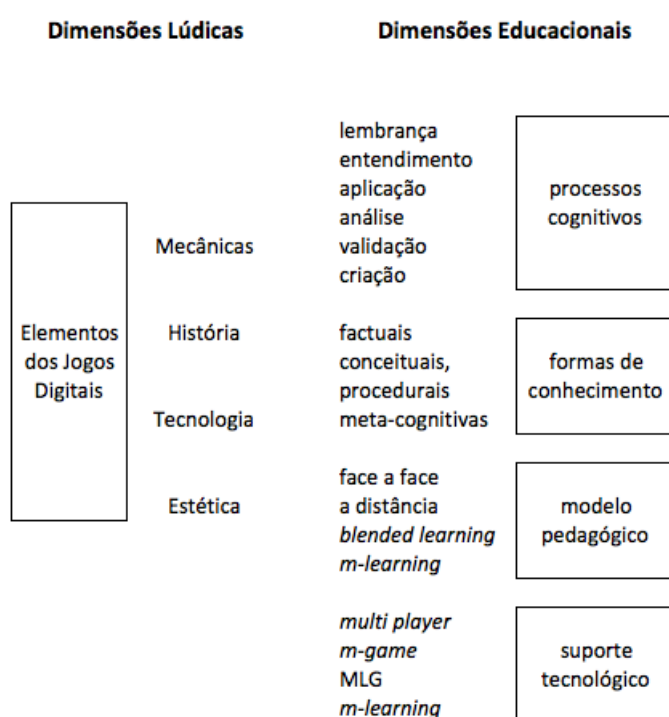 Dimensões Lúdicas
Dimensões Educacionais
Elementos
dos Jogos
Digitais
Mecânicas
História
Tecnologia
Estética
lembrança
entendimento
aplicação
análise
validação
criação
processos
cognitivos
factuais
conceituais,
procedurais
meta-cognitivas
formas de
conhecimento
face a face
a distância
blended learning
m-learning
modelo
pedagógico
multi player
m-game
MLG
m-learning
suporte
tecnológico